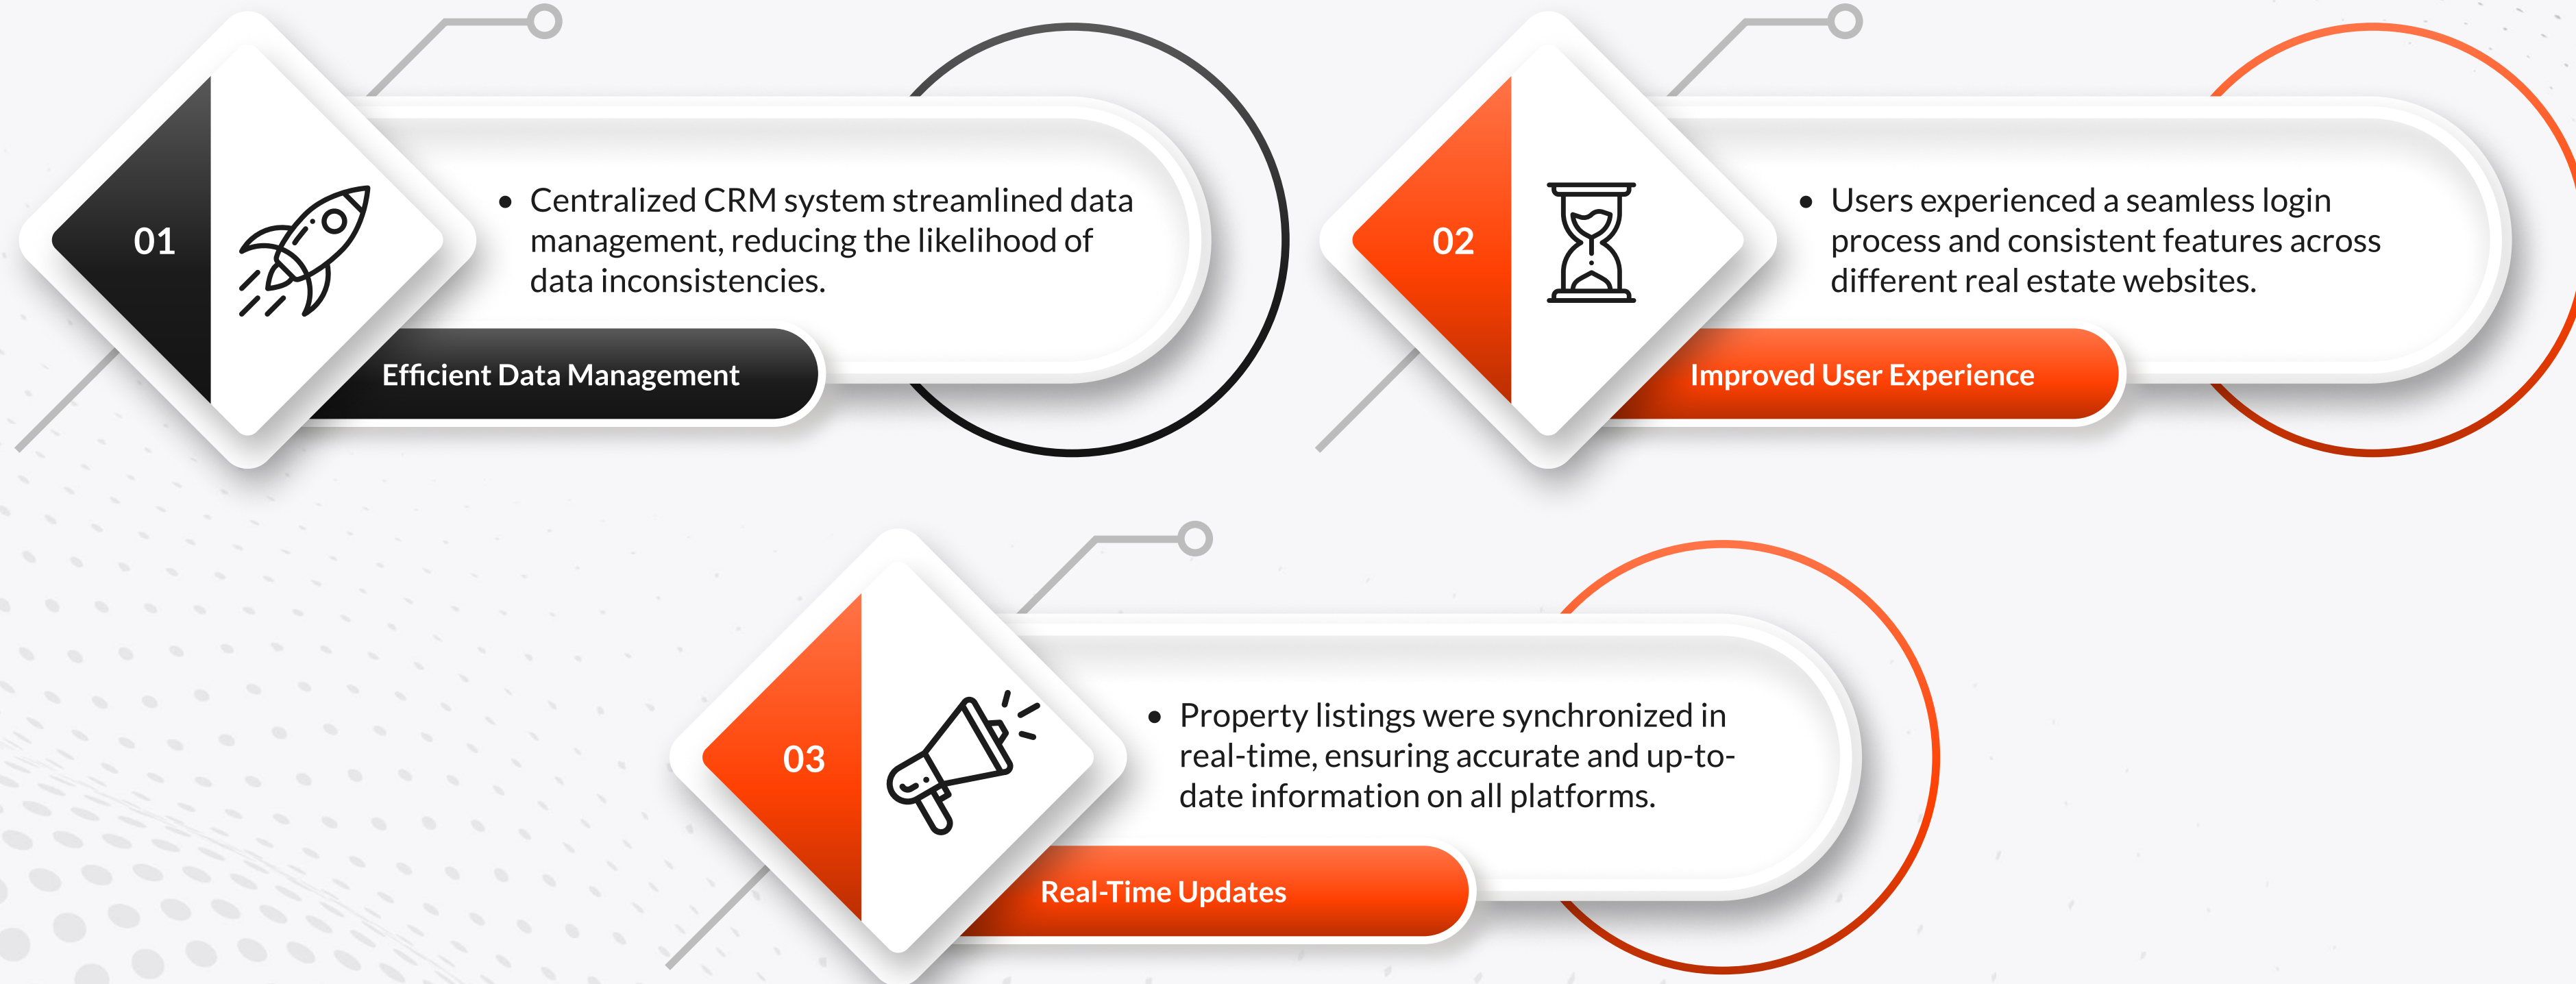 01
• Centralized CRM system streamlined data
management, reducing the likelihood of
data inconsistencies.
Efficient Data Management
02
• Users experienced a seamless login
process and consistent features across
different real estate websites.
Improved User Experience
03
• Property listings were synchronized in
real-time, ensuring accurate and up-to-
date information on all platforms.
Real-Time Updates